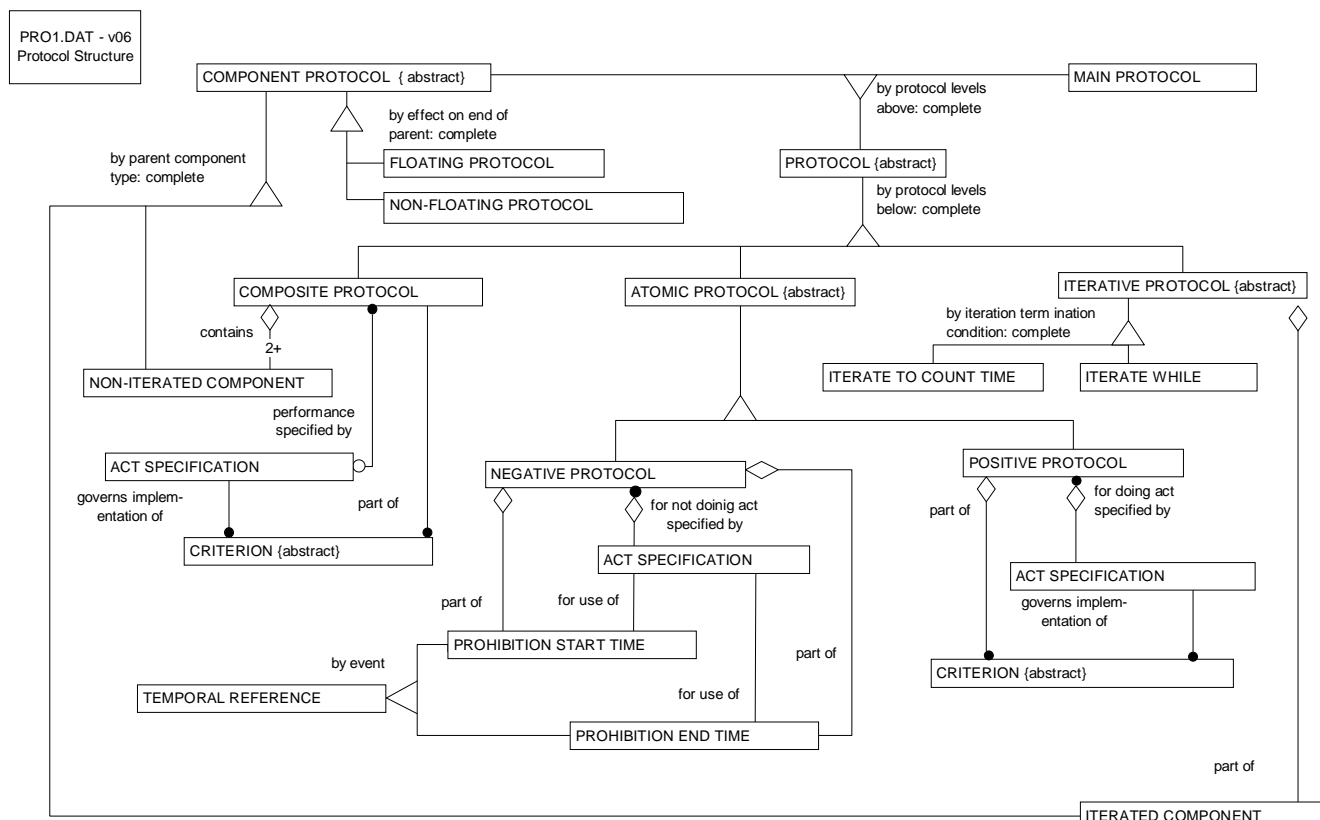 PRO1.DAT - v06
Protocol Structure
COMPONENT PROTOCOL { abstract}
MAIN PROTOCOL
by protocol levels
above: complete
by effect on end of
parent: complete
by parent component
type: complete
FLOATING PROTOCOL
PROTOCOL {abstract}
NON-FLOATING PROTOCOL
by protocol levels
below: complete
COMPOSITE PROTOCOL
ATOMIC PROTOCOL {abstract}
ITERATIVE PROTOCOL {abstract}
contains
2+
by iteration term ination
condition: complete
NON-ITERATED COMPONENT
ITERATE TO COUNT TIME
ITERATE WHILE
performance
specified by
ACT SPECIFICATION
governs implem-
entation of
part of
CRITERION {abstract}
NEGATIVE PROTOCOL
for not doinig act
specified by
POSITIVE PROTOCOL
part of
for doing act
specified by
ACT SPECIFICATION
ACT SPECIFICATION
governs implem-
entation of
part of
for use of
PROHIBITION START TIME
part of
by event
CRITERION {abstract}
TEMPORAL REFERENCE
for use of
PROHIBITION END TIME
part of
ITERATED COMPONENT